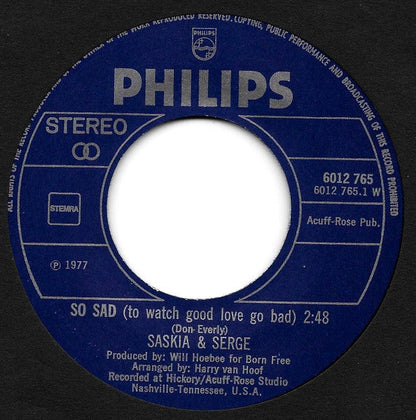 ALL RIGHTS OF THE RECORD PRODUCER AND OF THE OWNER OF THE WORK REPRODUCED RESERVED. COPYING, PUBLIC PERFORMANCE AND BROADCASTING OF THIS RECORD PROHIBITED
PHILIPS
PHILIPS
STEREO
6012 765
6012 765.1 W
STEMRA
Acuff-Rose Pub.
℗ 1977
SO SAD (to watch good love go bad) 2:48
(Don Everly)
SASKIA & SERGE
Produced by: Will Hoebee for Born Free
Arranged by: Harry van Hoof
Recorded at Hickory/Acuff-Rose Studio
Nashville-Tennessee, U.S.A.